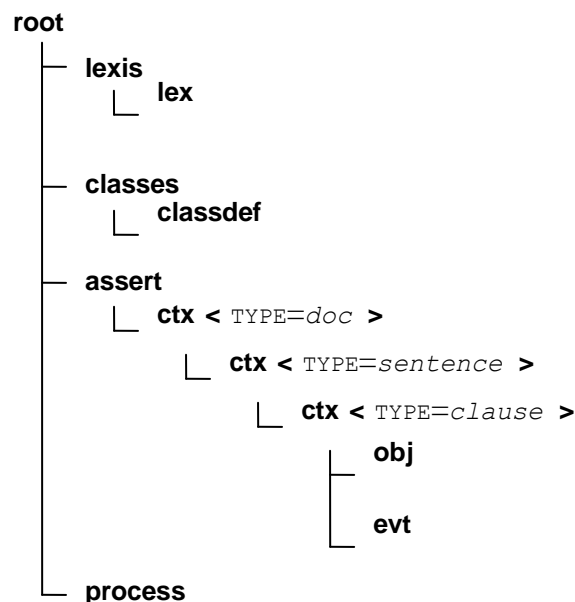 root
lexis
lex
classes
classdef
assert
ctx < TYPE=doc >
ctx < TYPE=sentence >
ctx < TYPE=clause >
obj
evt
process